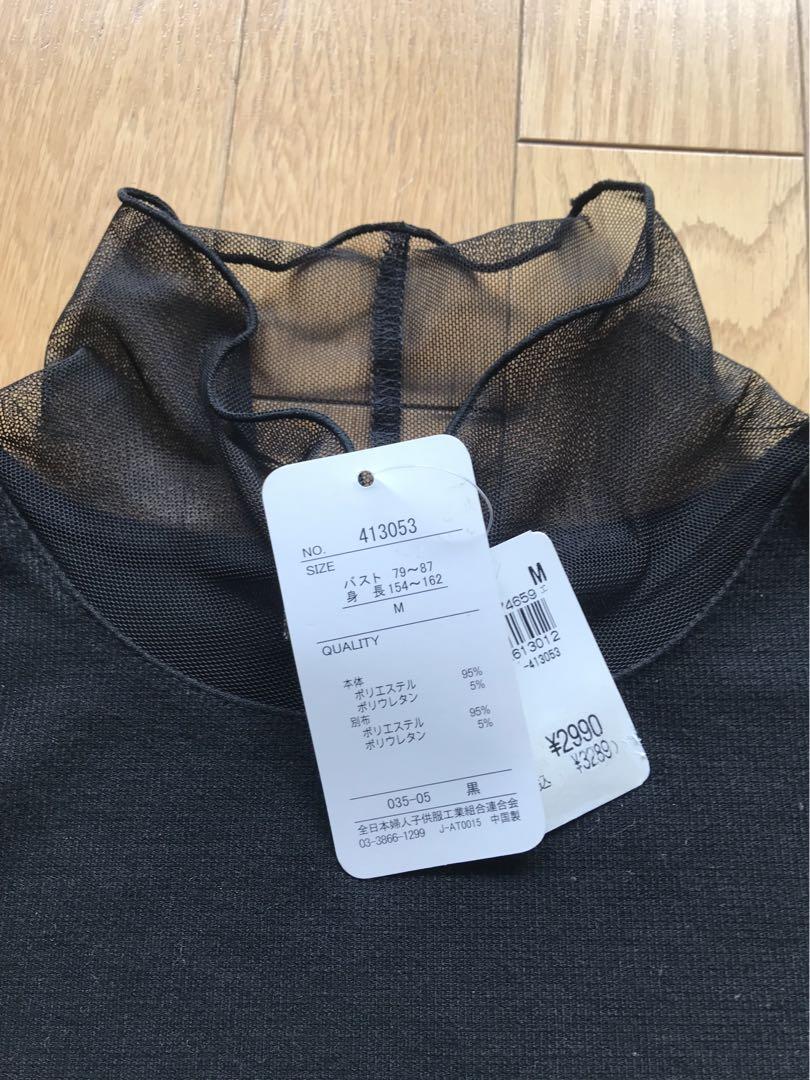 NO. 413053
SIZE
バスト 79～87
身 長 154～162
M
QUALITY
本体
ポリエステル 95%
ポリウレタン 5%
別布
ポリエステル 95%
ポリウレタン 5%
035-05 黒
全日本婦人子供服工業組合連合会
03-3866-1299 J-AT0015 中国製
M
4659 エ
613012
-413053
¥2990
¥3289
込